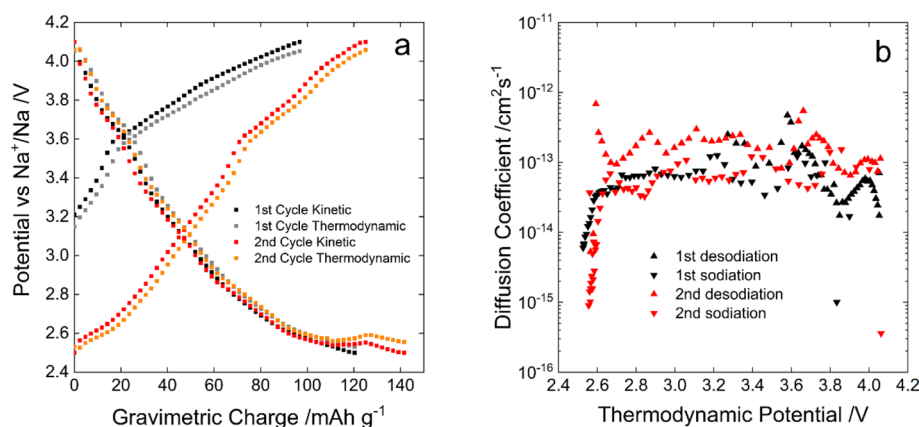 a
4.2
4.0
3.8
3.6
3.4
3.2
3.0
2.8
2.6
2.4
Potential vs Na⁺/Na /V
1st Cycle Kinetic
1st Cycle Thermodynamic
2nd Cycle Kinetic
2nd Cycle Thermodynamic
0 20 40 60 80 100 120 140
Gravimetric Charge /mAh g⁻¹
b
10⁻¹¹
10⁻¹²
10⁻¹³
10⁻¹⁴
10⁻¹⁵
10⁻¹⁶
Diffusion Coefficient /cm²s⁻¹
1st desodiation
1st sodiation
2nd desodiation
2nd sodiation
2.4 2.6 2.8 3.0 3.2 3.4 3.6 3.8 4.0 4.2
Thermodynamic Potential /V